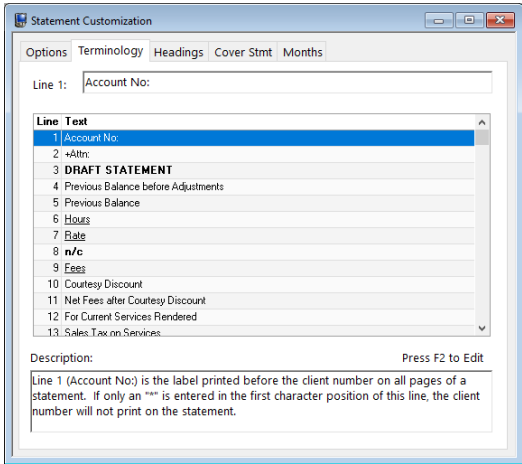 Statement Customization
Options Terminology Headings Cover Stmt Months
Line 1: Account No:
Line Text
1 Account No:
2 +Attn:
3 DRAFT STATEMENT
4 Previous Balance before Adjustments
5 Previous Balance
6 Hours
7 Rate
8 n/c
9 Fees
10 Courtesy Discount
11 Net Fees after Courtesy Discount
12 For Current Services Rendered
13 Sales Tax on Services
Description: Press F2 to Edit
Line 1 (Account No:) is the label printed before the client number on all pages of a
statement. If only an "*" is entered in the first character position of this line, the client
number will not print on the statement.